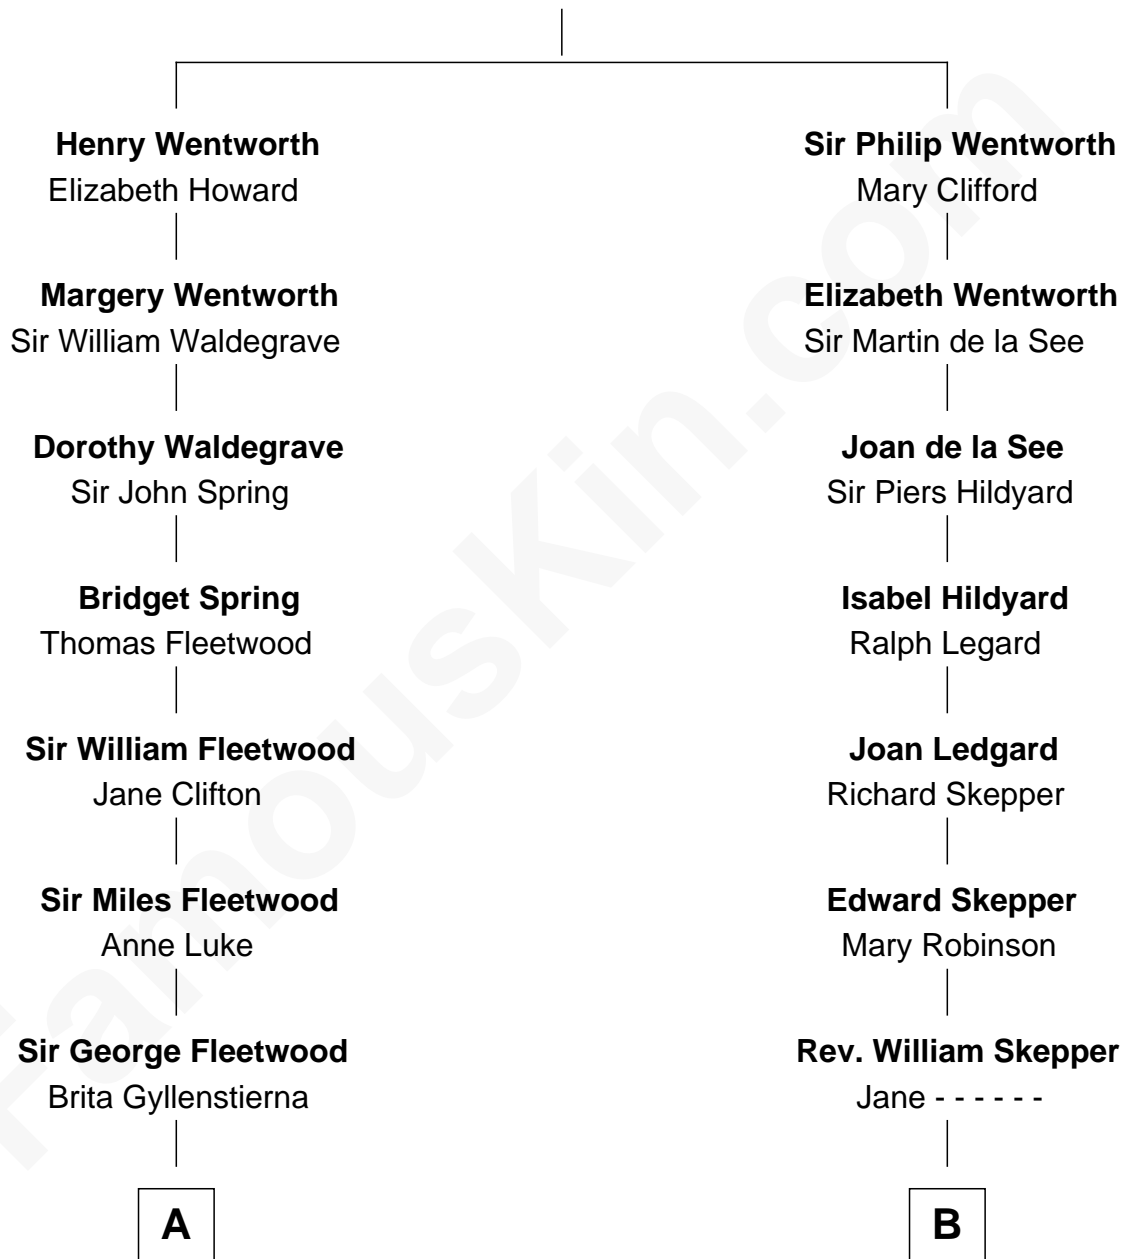 Henry Wentworth
Elizabeth Howard
Margery Wentworth
Sir William Waldegrave
Dorothy Waldegrave
Sir John Spring
Bridget Spring
Thomas Fleetwood
Sir William Fleetwood
Jane Clifton
Sir Miles Fleetwood
Anne Luke
Sir George Fleetwood
Brita Gyllenstierna
A
Sir Philip Wentworth
Mary Clifford
Elizabeth Wentworth
Sir Martin de la See
Joan de la See
Sir Piers Hildyard
Isabel Hildyard
Ralph Legard
Joan Ledgard
Richard Skepper
Edward Skepper
Mary Robinson
Rev. William Skepper
Jane - - - - - -
B
FamousKin.com